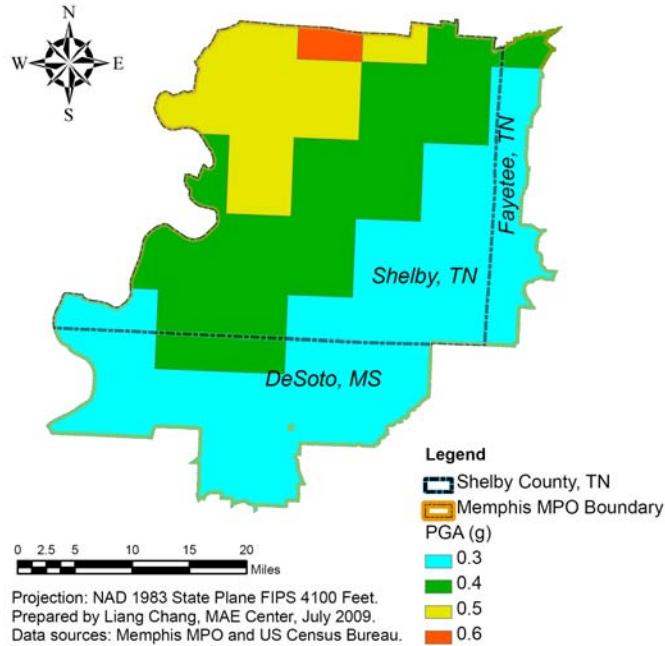 N
W E
S
Fayetee, TN
Shelby, TN
DeSoto, MS
Legend
Shelby County, TN
Memphis MPO Boundary
PGA (g)
0.3
0.4
0.5
0.6
0 2.5 5 10 15 20
Miles
Projection: NAD 1983 State Plane FIPS 4100 Feet.
Prepared by Liang Chang, MAE Center, July 2009.
Data sources: Memphis MPO and US Census Bureau.